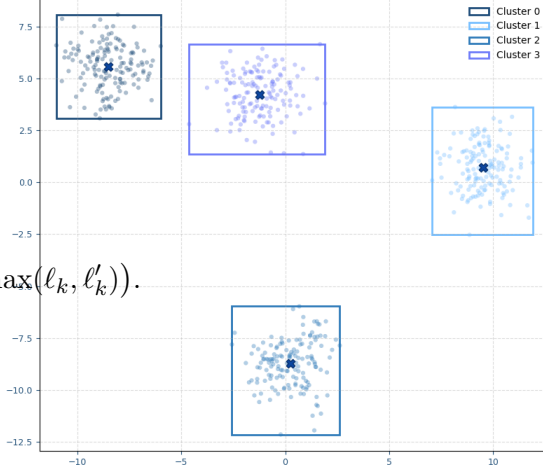 Cluster 0
Cluster 1
Cluster 2
Cluster 3
7.5
5.0
2.5
0.0
−2.5
ax(ℓₖ, ℓ′ₖ)).
−7.5
−10.0
−12.5
−10 −5 0 5 10